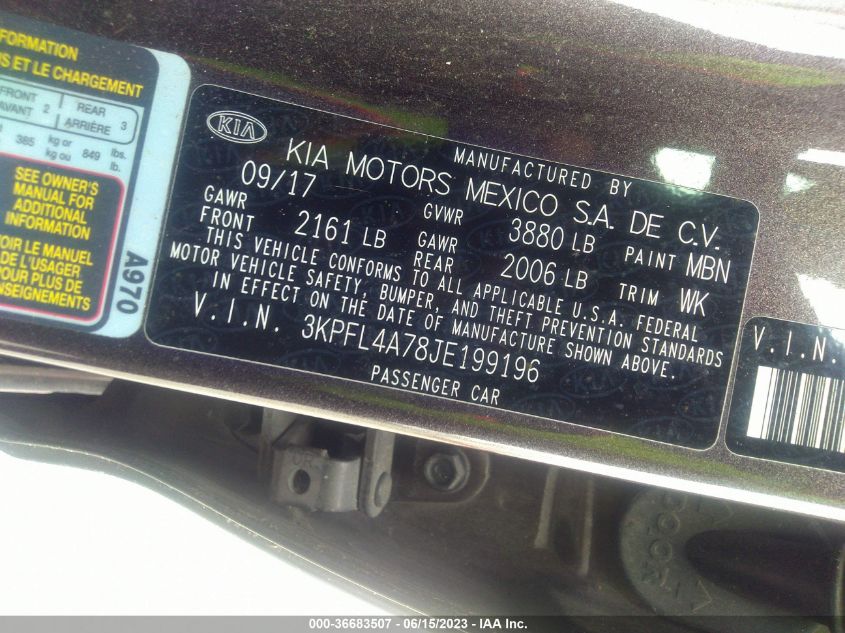 FORMATION
S ET LE CHARGEMENT
FRONT 2 REAR 3
AVANT ARRIÈRE
385 kg or 849 lbs.
kg ou lb.
SEE OWNER'S
MANUAL FOR
ADDITIONAL
INFORMATION
OIR LE MANUEL
DE L'USAGER
POUR PLUS DE
NSEIGNEMENTS
A970
KIA
MANUFACTURED BY
KIA MOTORS MEXICO S.A. DE C.V.
09/17
GAWR FRONT 2161 LB
GVWR 3880 LB
GAWR REAR 2006 LB
PAINT MBN
TRIM WK
THIS VEHICLE CONFORMS TO ALL APPLICABLE U.S.A. FEDERAL
MOTOR VEHICLE SAFETY, BUMPER, AND THEFT PREVENTION STANDARDS
IN EFFECT ON THE DATE OF MANUFACTURE SHOWN ABOVE.
V.I.N. 3KPFL4A78JE199196
PASSENGER CAR
V.I.N.
000-36683507 - 06/15/2023 - IAA Inc.